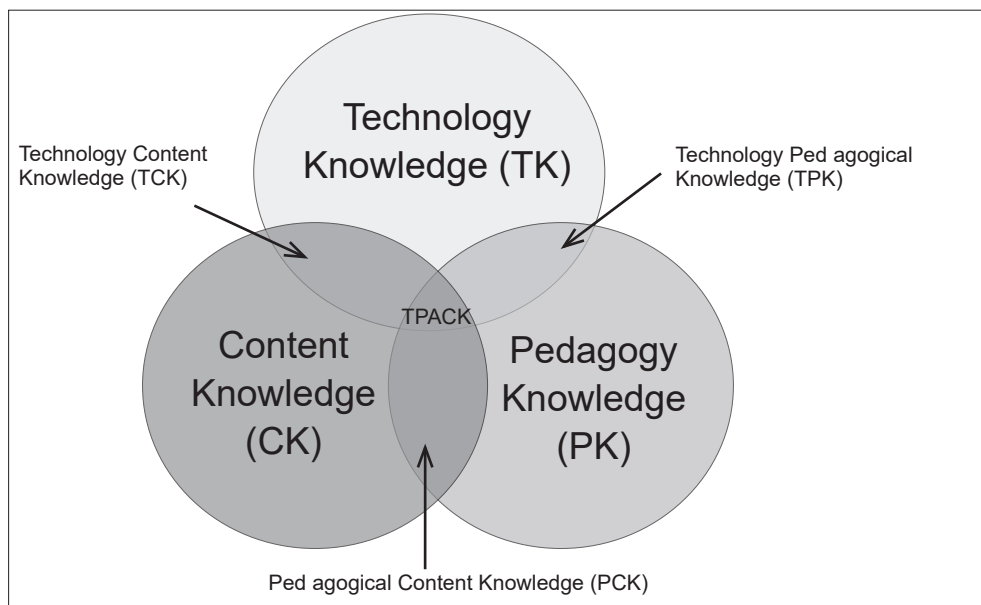 Technology
Knowledge (TK)
Technology Content
Knowledge (TCK)
Technology Ped agogical
Knowledge (TPK)
TPACK
Content
Knowledge
(CK)
Pedagogy
Knowledge
(PK)
Ped agogical Content Knowledge (PCK)